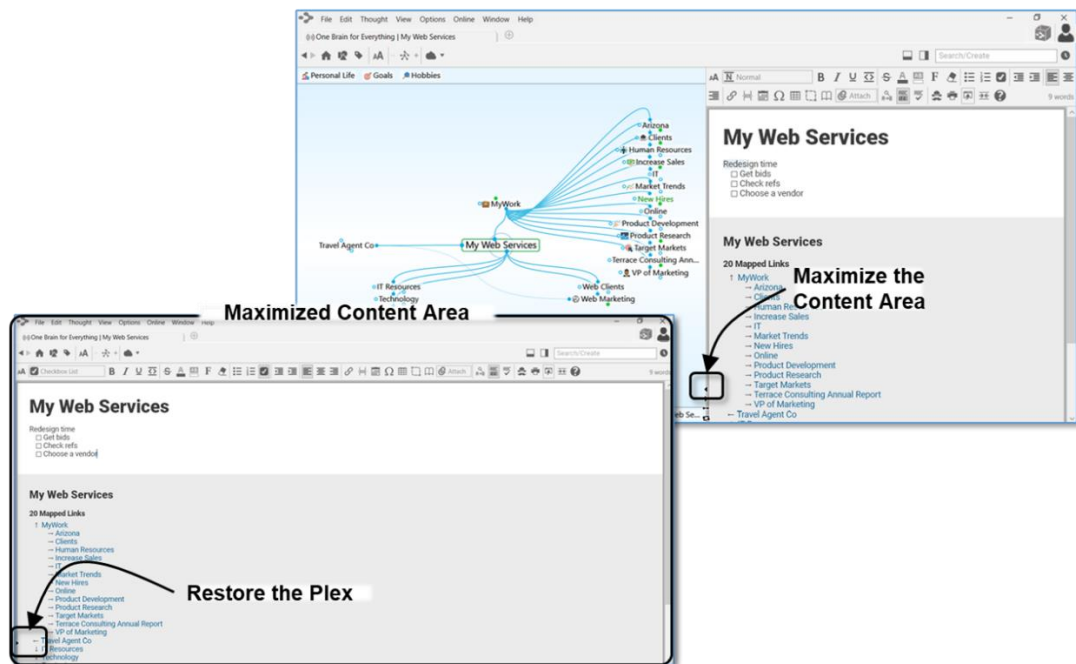 File Edit Thought View Options Online Window Help
One Brain for Everything | My Web Services
AA
Search/Create
Personal Life Goals Hobbies
AA N Normal B I U S A F
Ω Attach ABC 9 words
Arizona
Clients
Human Resources
Increase Sales
IT
Market Trends
New Hires
Online
Product Development
Product Research
Target Markets
Terrace Consulting Ann...
VP of Marketing
MyWork
Travel Agent Co
My Web Services
IT Resources
Technology
Web Clients
Web Marketing
My Web Services
Redesign time
Get bids
Check refs
Choose a vendor
My Web Services
20 Mapped Links
↑ MyWork
→ Arizona
→ Clients
→ Human Resources
→ Increase Sales
→ IT
→ Market Trends
→ New Hires
→ Online
→ Product Development
→ Product Research
→ Target Markets
→ Terrace Consulting Annual Report
→ VP of Marketing
← Travel Agent Co
Maximize the
Content Area
Maximized Content Area
File Edit Thought View Options Online Window Help
One Brain for Everything | My Web Services
AA
Search/Create
AA Checkbox List B I U S A F Ω Attach 9 words
My Web Services
Redesign time
Get bids
Check refs
Choose a vendor
My Web Services
20 Mapped Links
↑ MyWork
→ Arizona
→ Clients
→ Human Resources
→ Increase Sales
→ IT
Market Trends
→ New Hires
→ Online
→ Product Development
→ Product Research
→ Target Markets
→ Terrace Consulting Annual Report
→ VP of Marketing
← Travel Agent Co
↓ IT Resources
Technology
Restore the Plex